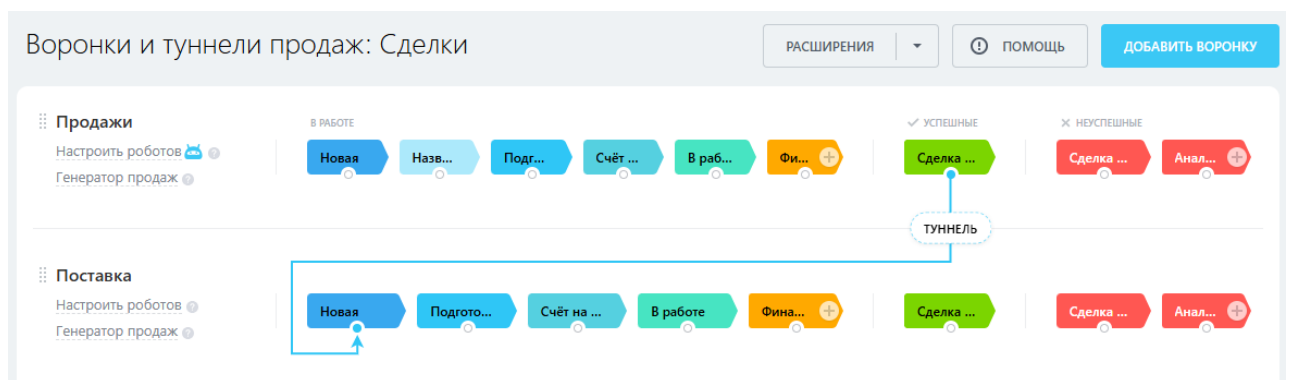 Воронки и туннели продаж: Сделки
РАСШИРЕНИЯ
ПОМОЩЬ
ДОБАВИТЬ ВОРОНКУ
Продажи
Настроить роботов
Генератор продаж
В РАБОТЕ
УСПЕШНЫЕ
НЕУСПЕШНЫЕ
Новая
Назв...
Подг...
Счёт ...
В раб...
Фи...
Сделка ...
Сделка ...
Анал...
ТУННЕЛЬ
Поставка
Настроить роботов
Генератор продаж
Новая
Подгото...
Счёт на ...
В работе
Фина...
Сделка ...
Сделка ...
Анал...